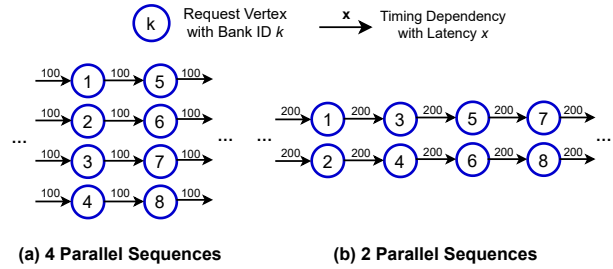 k
Request Vertex
with Bank ID k
x
Timing Dependency
with Latency x
100 1 100 5 100
100 2 100 6 100
100 3 100 7 100
100 4 100 8 100
... ...
200 1 200 3 200 5 200 7 200
200 2 200 4 200 6 200 8 200
... ...
(a) 4 Parallel Sequences
(b) 2 Parallel Sequences